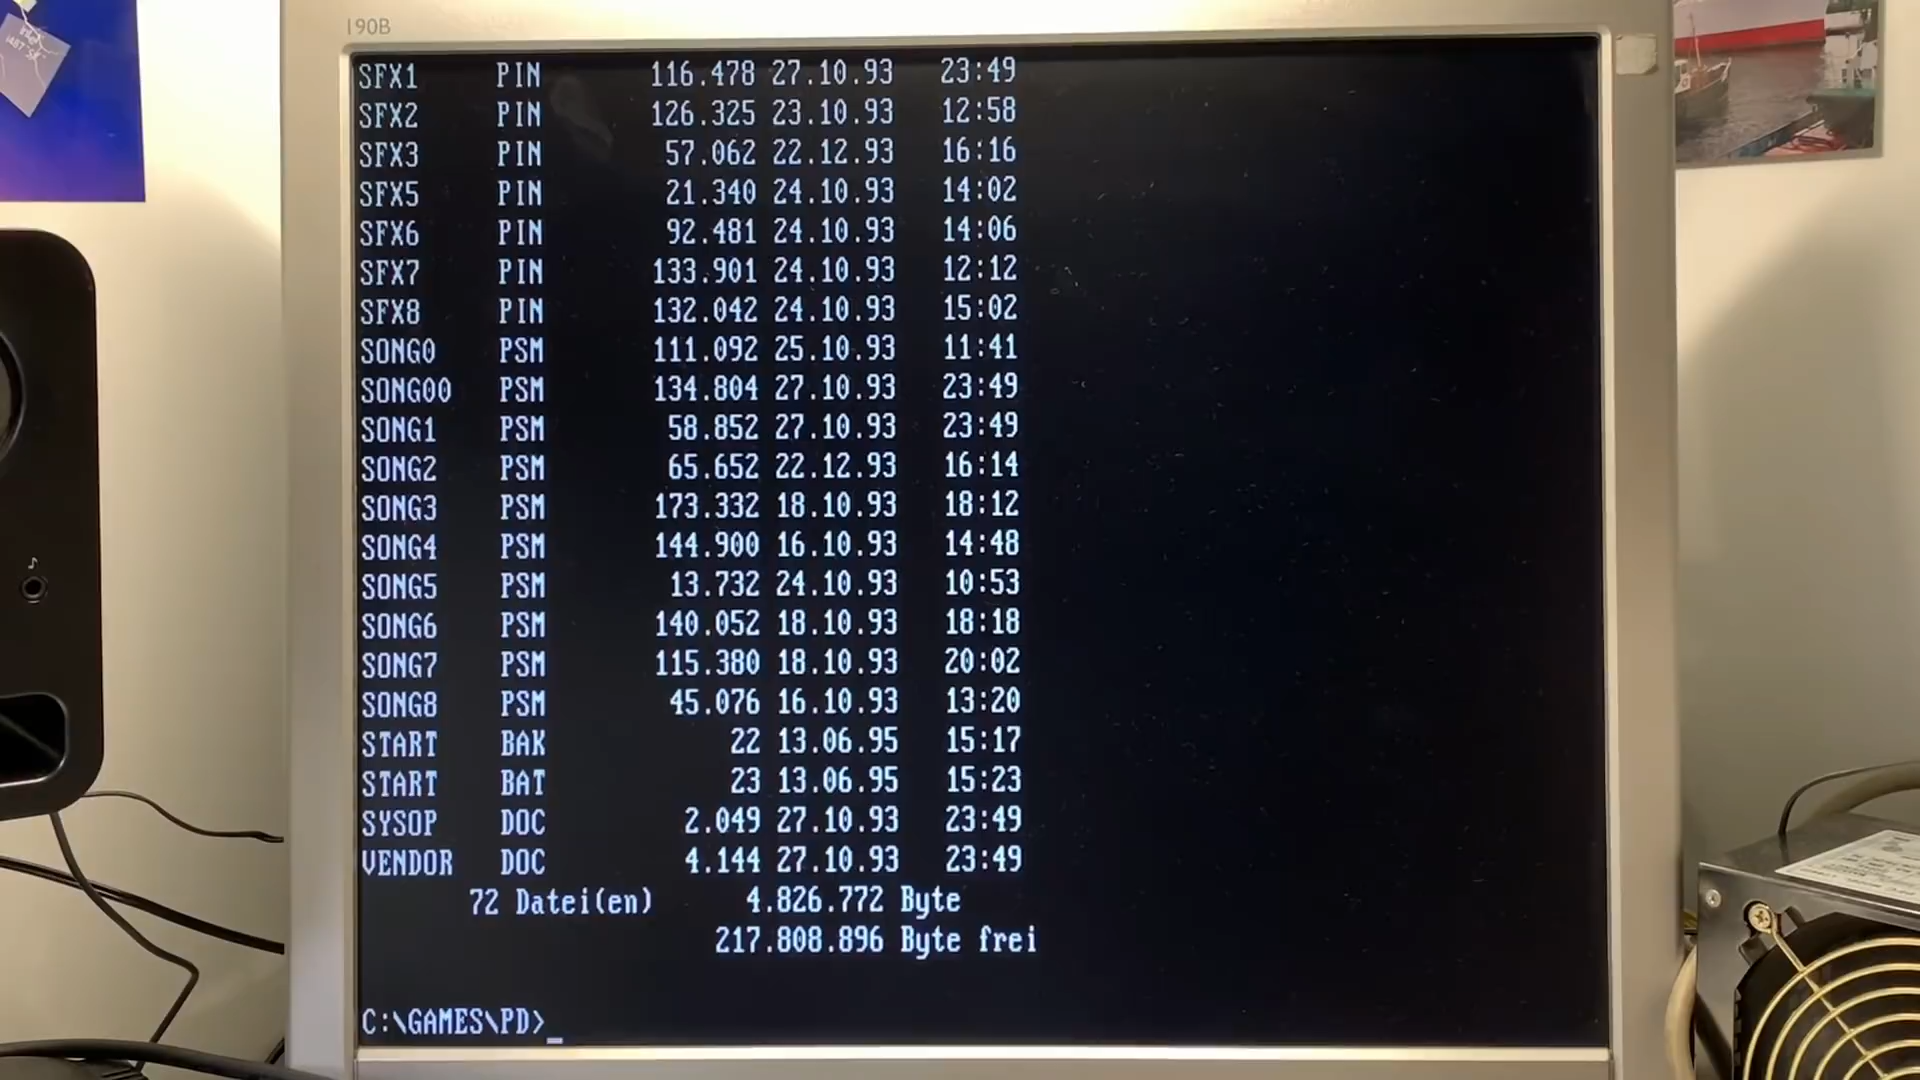 190B
intel
i487 SX
SFX1 PIN 116.478 27.10.93 23:49
SFX2 PIN 126.325 23.10.93 12:58
SFX3 PIN 57.062 22.12.93 16:16
SFX5 PIN 21.340 24.10.93 14:02
SFX6 PIN 92.481 24.10.93 14:06
SFX7 PIN 133.901 24.10.93 12:12
SFX8 PIN 132.042 24.10.93 15:02
SONG0 PSM 111.092 25.10.93 11:41
SONG00 PSM 134.804 27.10.93 23:49
SONG1 PSM 58.852 27.10.93 23:49
SONG2 PSM 65.652 22.12.93 16:14
SONG3 PSM 173.332 18.10.93 18:12
SONG4 PSM 144.900 16.10.93 14:48
SONG5 PSM 13.732 24.10.93 10:53
SONG6 PSM 140.052 18.10.93 18:18
SONG7 PSM 115.380 18.10.93 20:02
SONG8 PSM 45.076 16.10.93 13:20
START BAK 22 13.06.95 15:17
START BAT 23 13.06.95 15:23
SYSOP DOC 2.049 27.10.93 23:49
VENDOR DOC 4.144 27.10.93 23:49
72 Datei(en) 4.826.772 Byte
217.808.896 Byte frei
C:\GAMES\PD>_